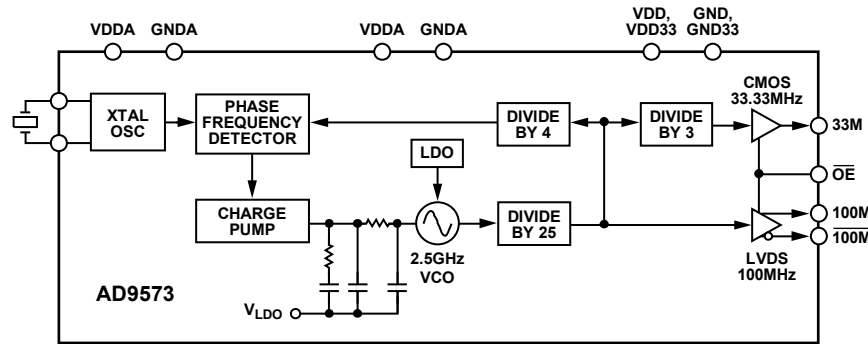 VDDA GNDA VDDA GNDA VDD, GND,
VDD33 GND33
XTAL
OSC
PHASE
FREQUENCY
DETECTOR
DIVIDE
BY 4
DIVIDE
BY 3
CMOS
33.33MHz
33M
LDO
OE
CHARGE
PUMP
DIVIDE
BY 25
100M
100M
2.5GHz
VCO
LVDS
100MHz
AD9573
VLDO